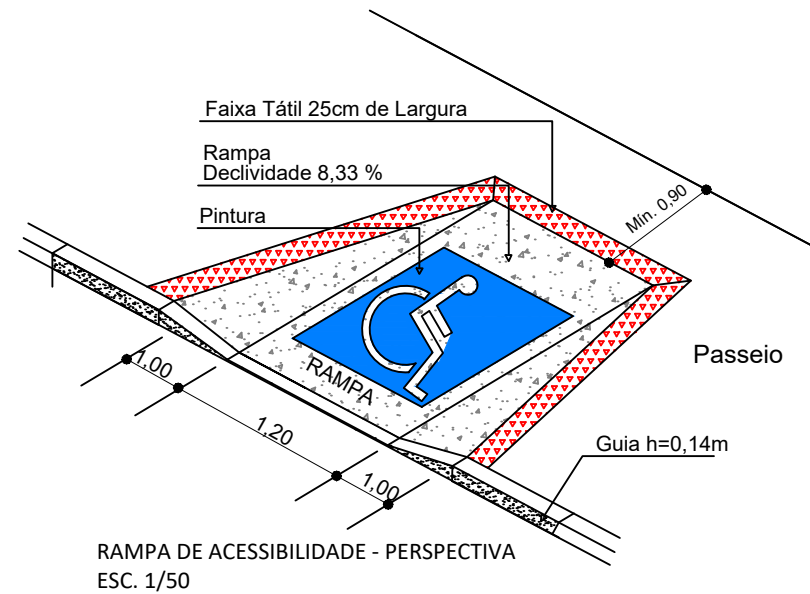 Faixa Tátil 25cm de Largura
Rampa
Declividade 8,33 %
Pintura
Mín. 0,90
Passeio
RAMPA
1,00
1,20
1,00
Guia h=0,14m
RAMPA DE ACESSIBILIDADE - PERSPECTIVA
ESC. 1/50